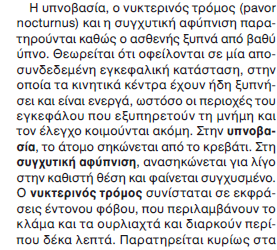 Η υπνοβασία, ο νυκτερινός τρόμος (pavor
nocturnus) και η συγχυτική αφύπνιση παρα-
τηρούνται καθώς ο ασθενής ξυπνά από βαθύ
ύπνο. Θεωρείται ότι οφείλονται σε μία απο-
συνδεδεμένη εγκεφαλική κατάσταση, στην
οποία τα κινητικά κέντρα έχουν ήδη ξυπνή-
σει και είναι ενεργά, ωστόσο οι περιοχές του
εγκεφάλου που εξυπηρετούν τη μνήμη και
τον έλεγχο κοιμούνται ακόμη. Στην υπνοβα-
σία, το άτομο σηκώνεται από το κρεβάτι. Στη
συγχυτική αφύπνιση, ανασηκώνεται για λίγο
στην καθιστή θέση και φαίνεται συγχυσμένο.
Ο νυκτερινός τρόμος συνίσταται σε εκφρά-
σεις έντονου φόβου, που περιλαμβάνουν το
κλάμα και τα ουρλιαχτά και διαρκούν περί-
που δέκα λεπτά. Παρατηρείται κυρίως στα